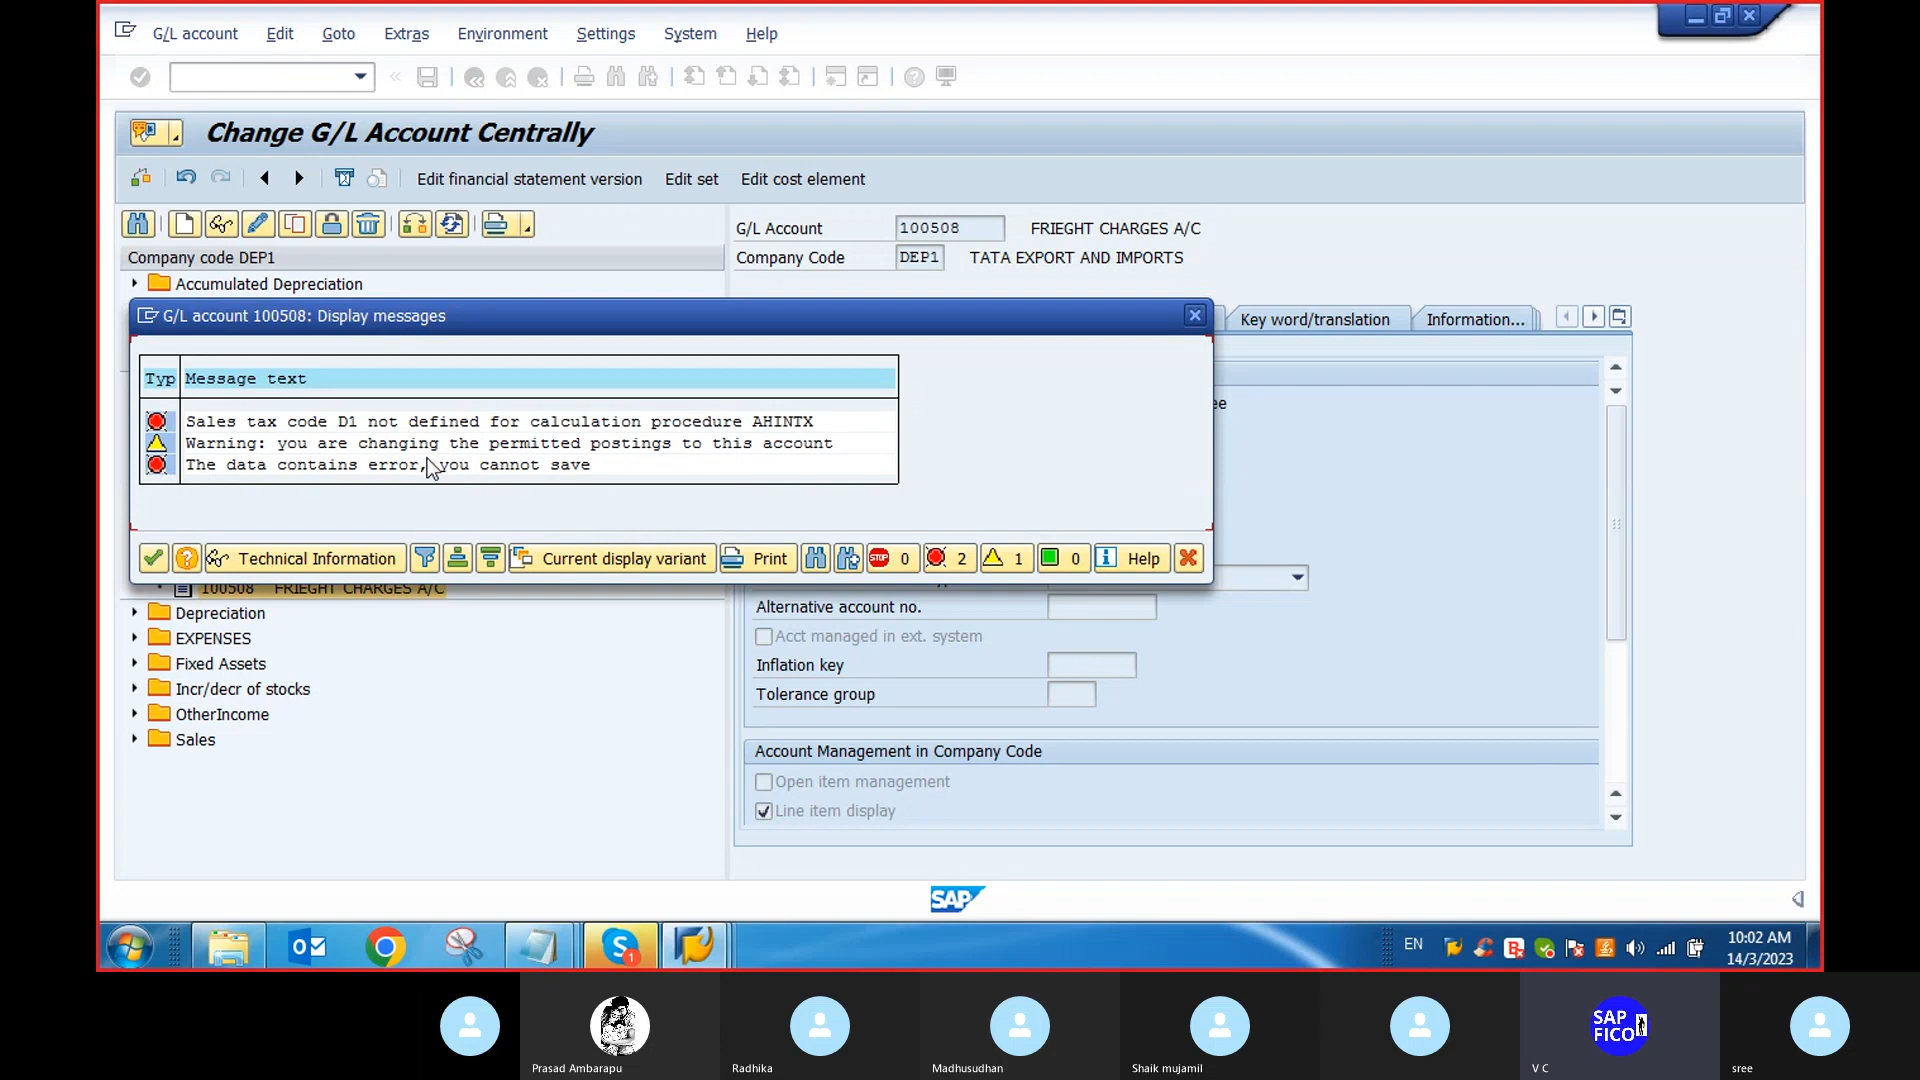 G/L account Edit Goto Extras Environment Settings System Help
Change G/L Account Centrally
Edit financial statement version Edit set Edit cost element
G/L Account 100508 FRIEGHT CHARGES A/C
Company code DEP1
Company Code DEP1 TATA EXPORT AND IMPORTS
Accumulated Depreciation
G/L account 100508: Display messages
Key word/translation Information...
Typ Message text
ee
Sales tax code D1 not defined for calculation procedure AHINTX
Warning: you are changing the permitted postings to this account
The data contains error, you cannot save
Technical Information Current display variant Print STOP 0 2 1 0 Help
100508 FRIEGHT CHARGES A/C
Alternative account no.
Depreciation
EXPENSES
Acct managed in ext. system
Fixed Assets
Inflation key
Incr/decr of stocks
Tolerance group
OtherIncome
Sales
Account Management in Company Code
Open item management
Line item display
SAP
EN
10:02 AM
14/3/2023
1
SAP
FICO
Prasad Ambarapu Radhika Madhusudhan Shaik mujamil V C sree